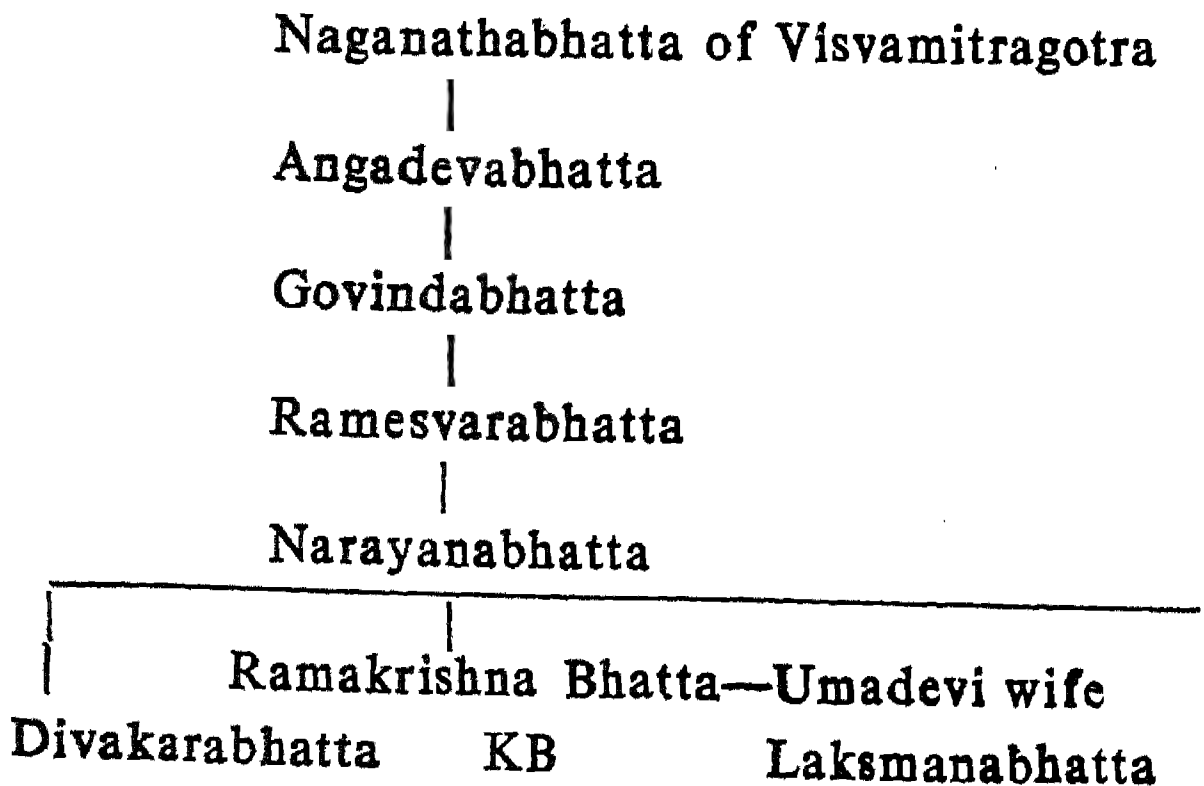 Naganathabhatta of Visvamitragotra
Angadevabhatta
Govindabhatta
Ramesvarabhatta
Narayanabhatta
Ramakrishna Bhatta—Umadevi wife
Divakarabhatta KB Laksmanabhatta